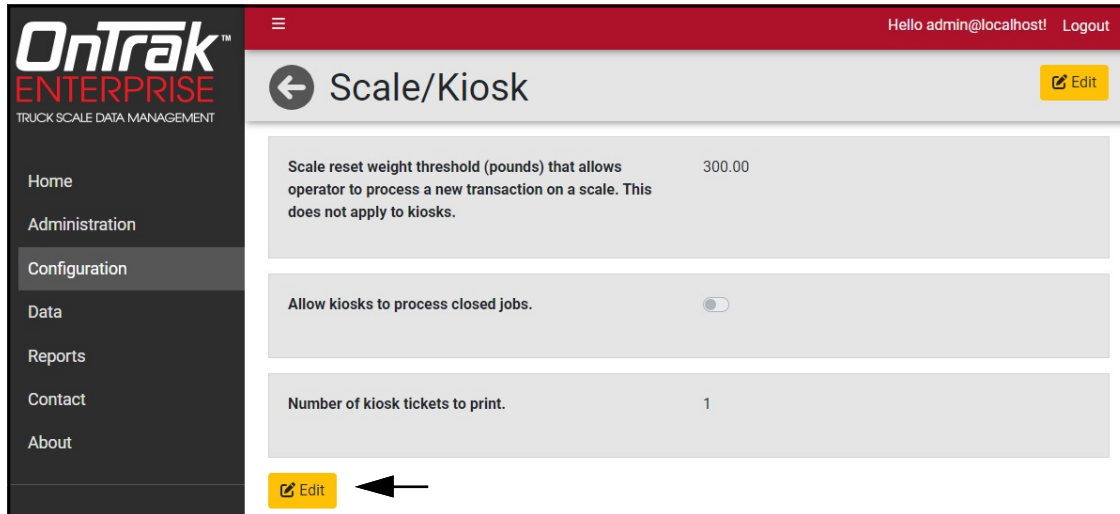 OnTrak™
ENTERPRISE
TRUCK SCALE DATA MANAGEMENT
Home
Administration
Configuration
Data
Reports
Contact
About
Hello admin@localhost! Logout
Scale/Kiosk
Edit
Scale reset weight threshold (pounds) that allows
operator to process a new transaction on a scale. This
does not apply to kiosks.
300.00
Allow kiosks to process closed jobs.
Number of kiosk tickets to print.
1
Edit